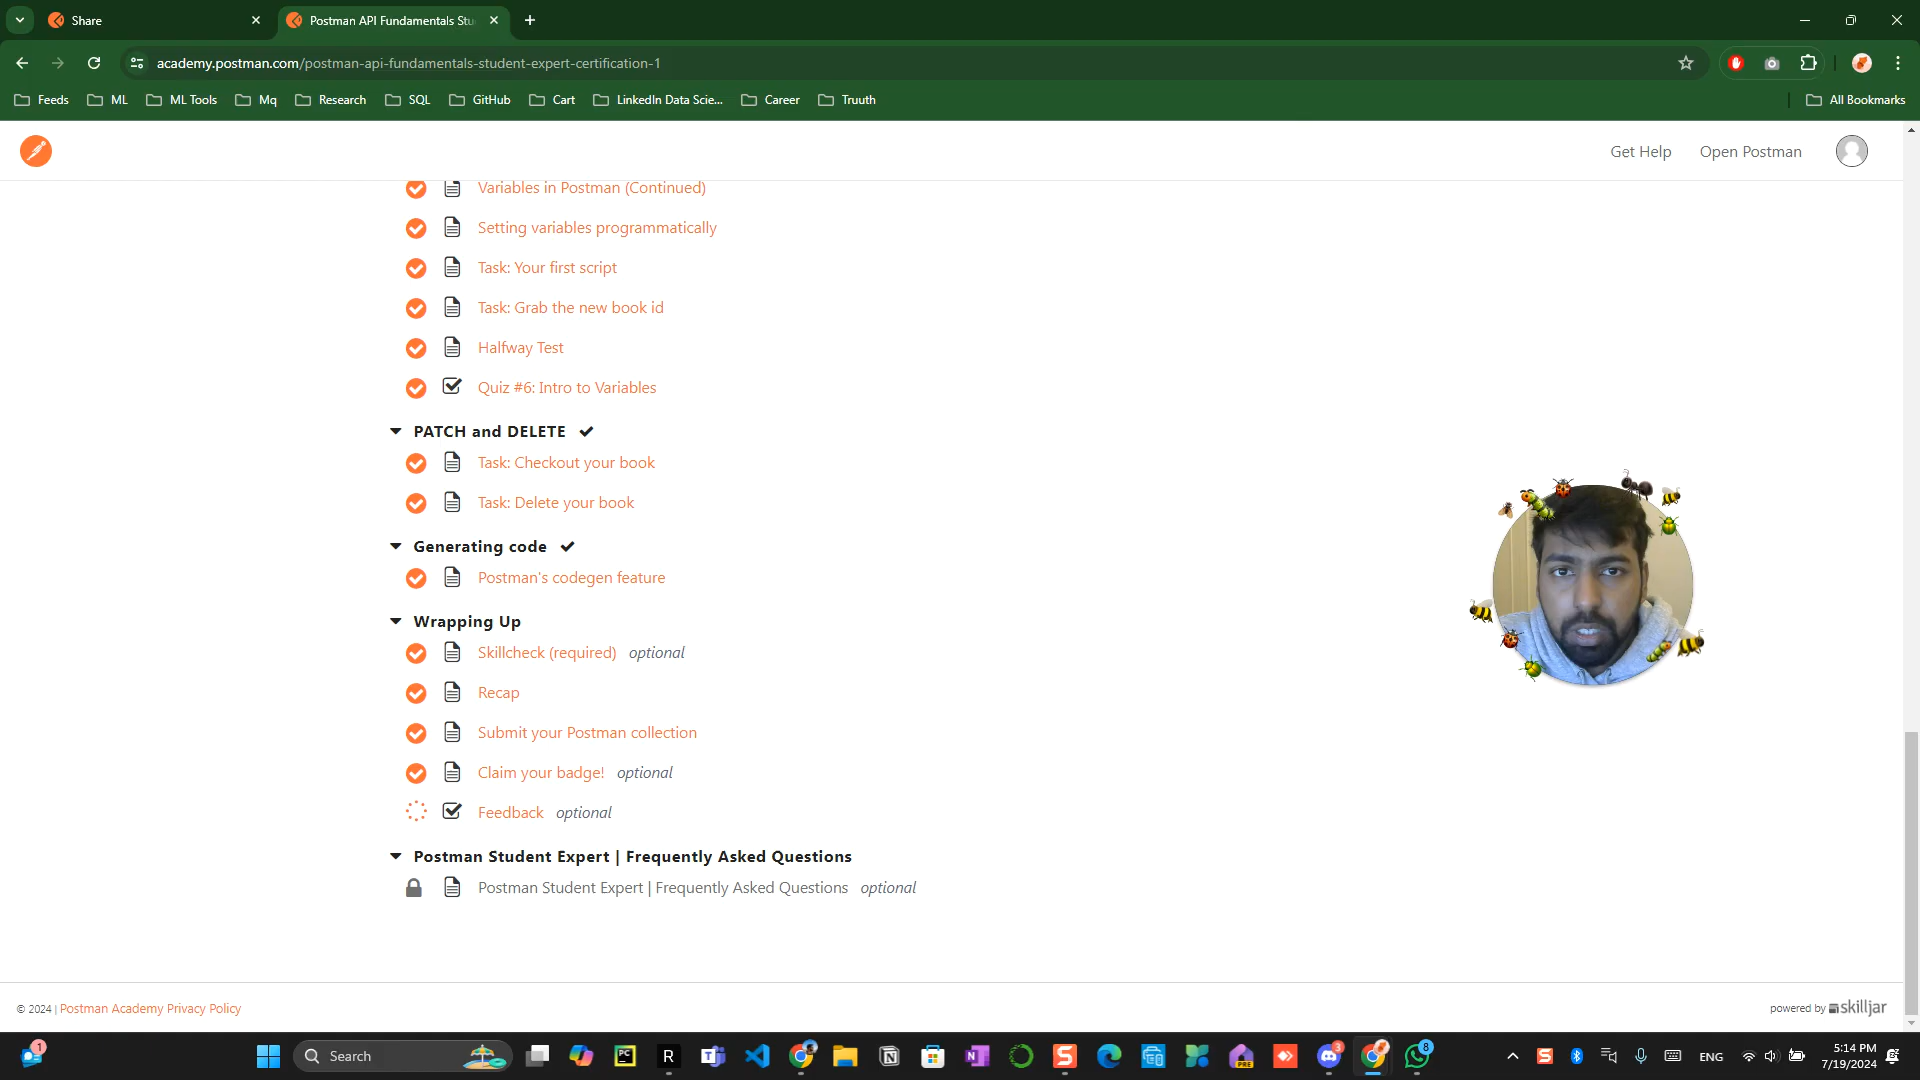 Share
Postman API Fundamentals Stu
academy.postman.com/postman-api-fundamentals-student-expert-certification-1
Feeds
ML
ML Tools
Mq
Research
SQL
GitHub
Cart
LinkedIn Data Scie...
Career
Truuth
All Bookmarks
Get Help
Open Postman
Variables in Postman (Continued)
Setting variables programmatically
Task: Your first script
Task: Grab the new book id
Halfway Test
Quiz #6: Intro to Variables
PATCH and DELETE
Task: Checkout your book
Task: Delete your book
Generating code
Postman's codegen feature
Wrapping Up
Skillcheck (required) optional
Recap
Submit your Postman collection
Claim your badge! optional
Feedback optional
Postman Student Expert | Frequently Asked Questions
Postman Student Expert | Frequently Asked Questions optional
© 2024 | Postman Academy Privacy Policy
powered by skilljar
1
Search
PC
R
T
N
N
S
PRE
3
8
S
ENG
5:14 PM
7/19/2024